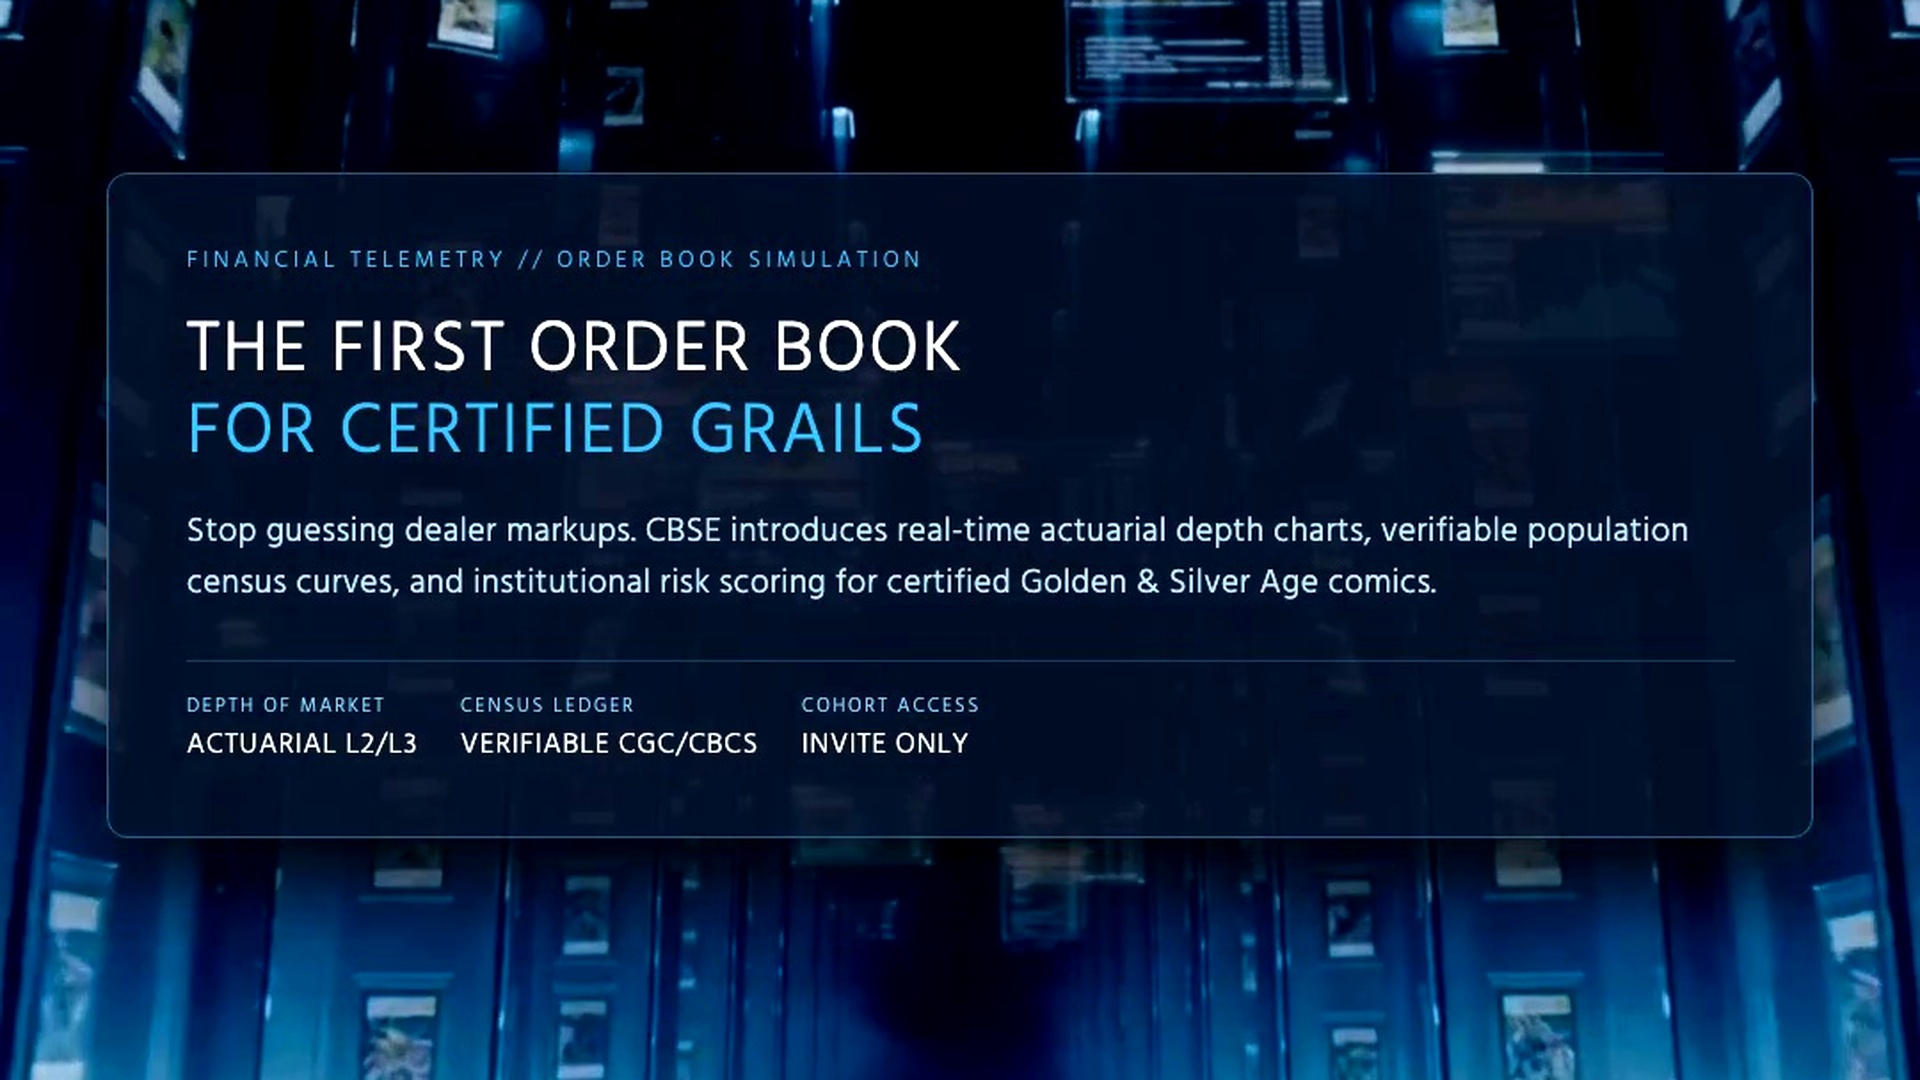 FINANCIAL TELEMETRY // ORDER BOOK SIMULATION
THE FIRST ORDER BOOK
FOR CERTIFIED GRAILS
Stop guessing dealer markups. CBSE introduces real-time actuarial depth charts, verifiable population
census curves, and institutional risk scoring for certified Golden & Silver Age comics.
DEPTH OF MARKET
ACTUARIAL L2/L3
CENSUS LEDGER
VERIFIABLE CGC/CBCS
COHORT ACCESS
INVITE ONLY